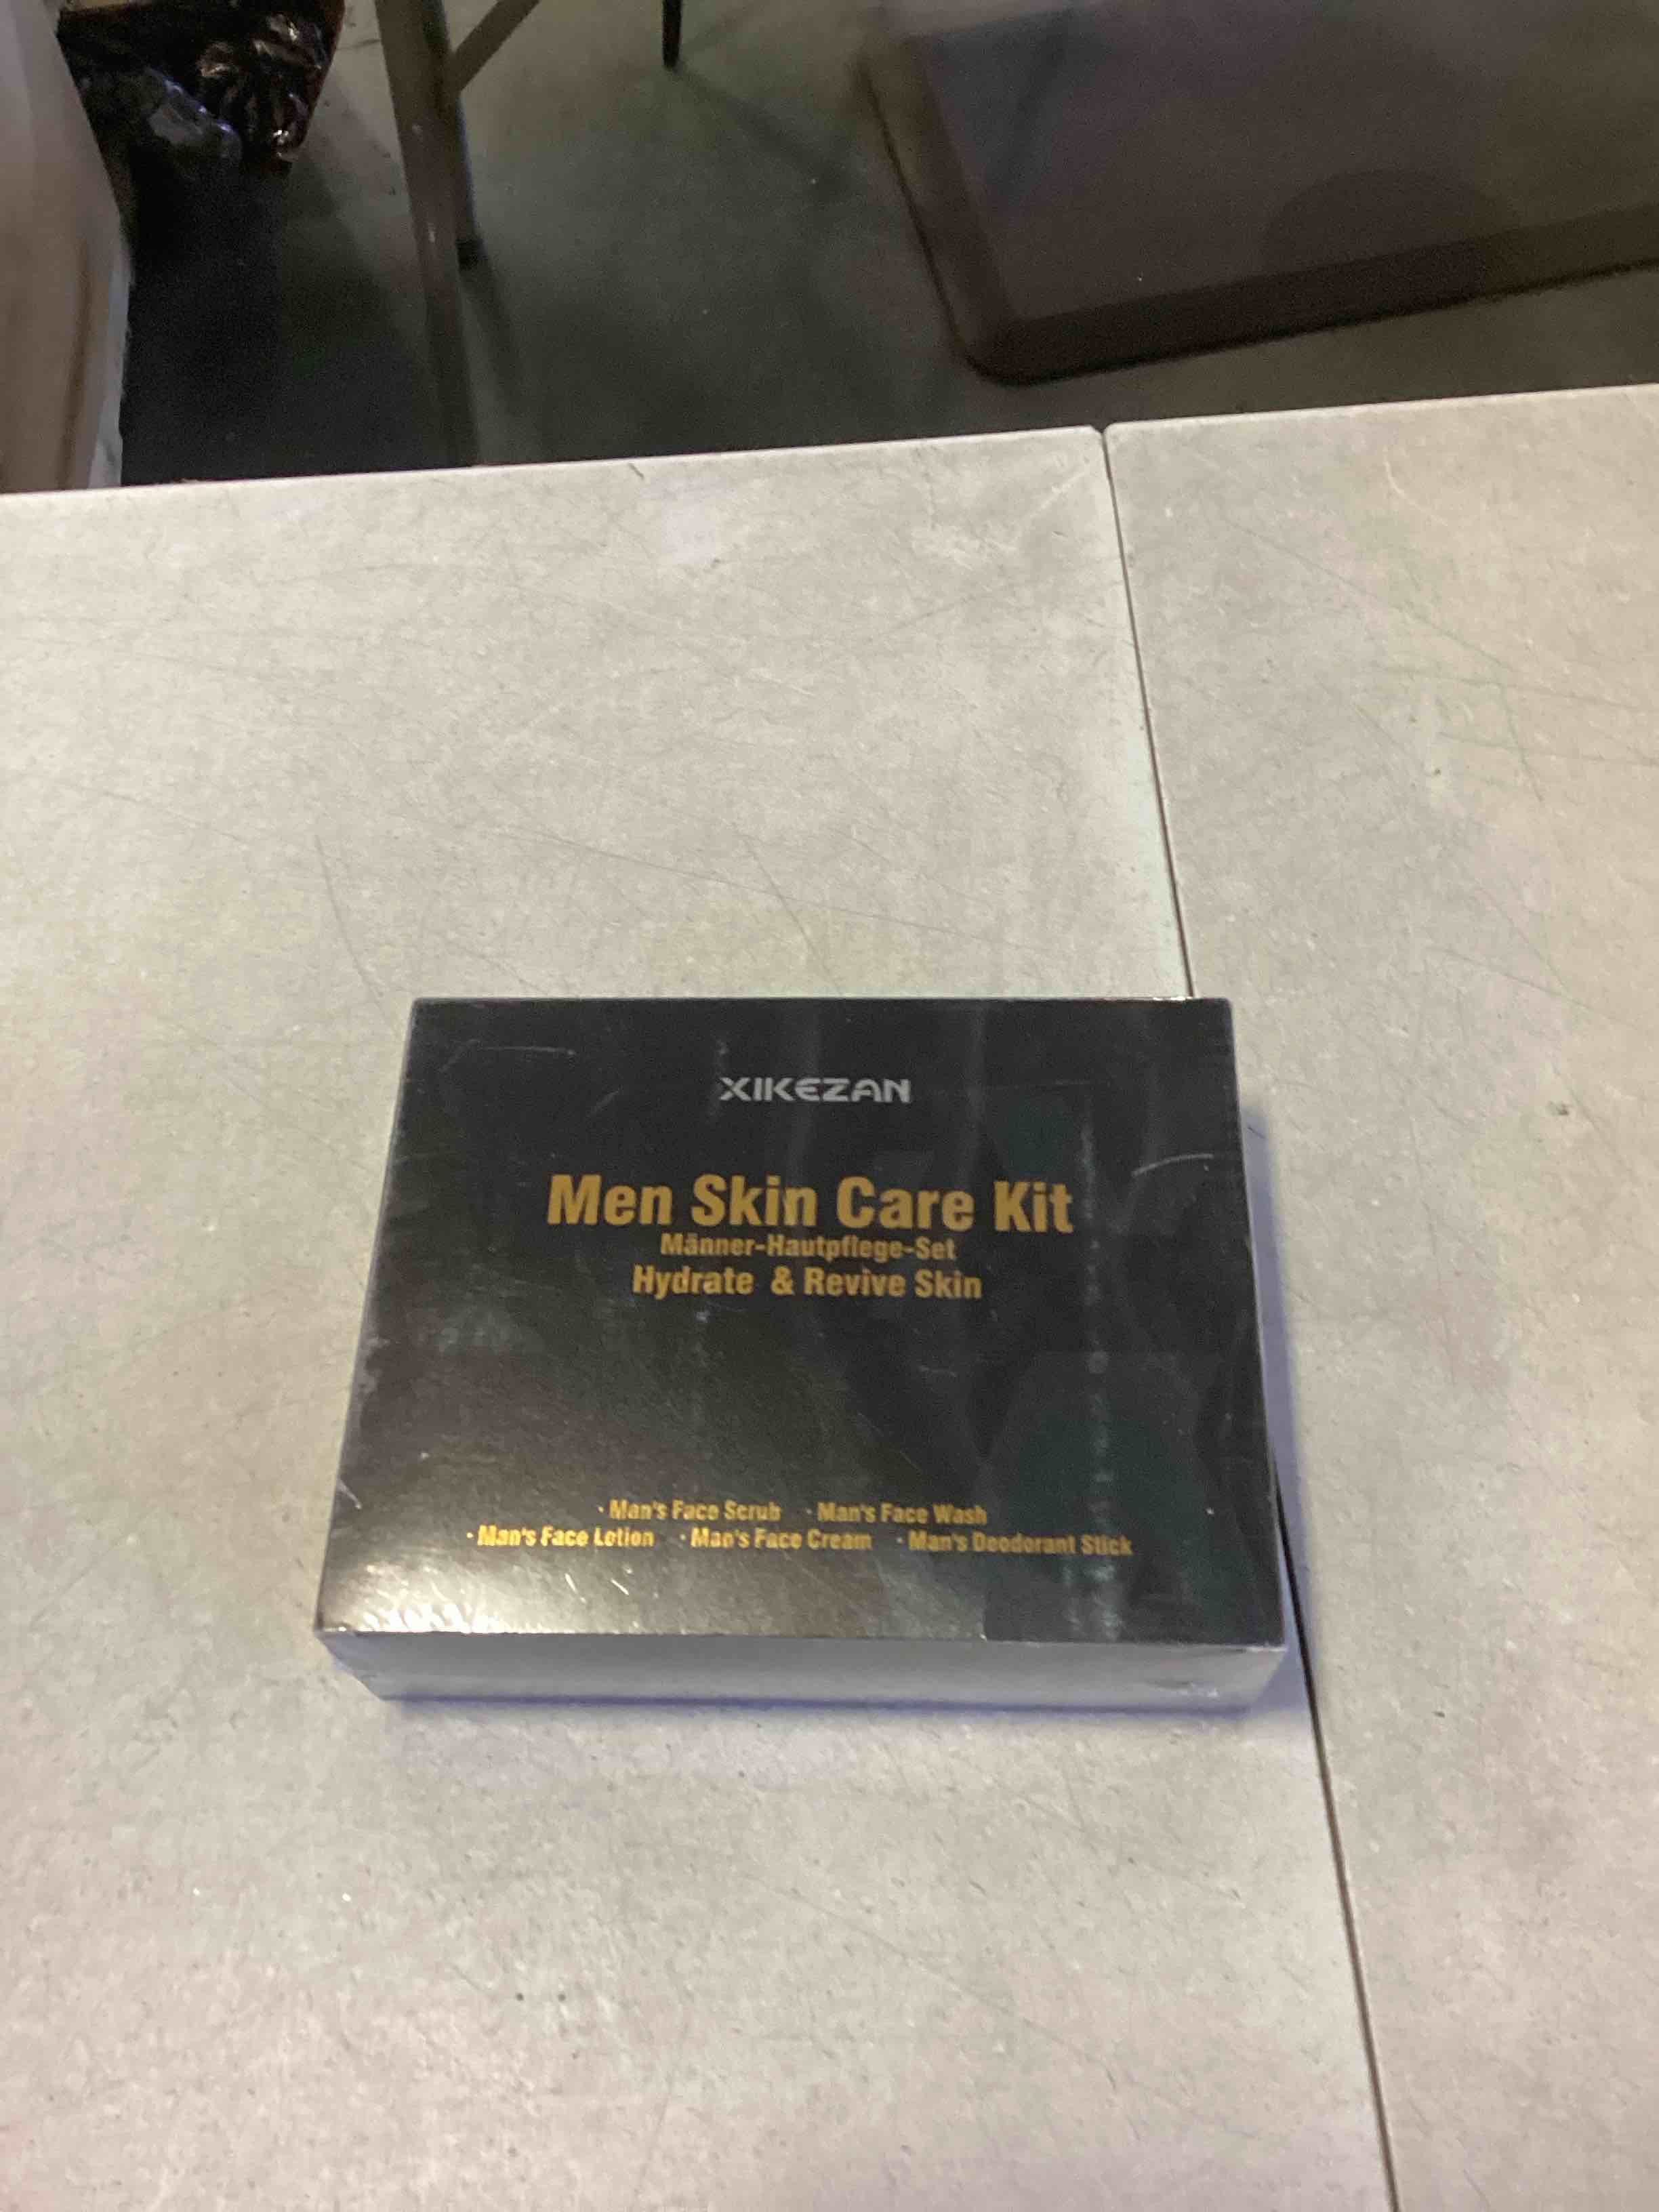 XIKEZAN
Men Skin Care Kit
Männer-Hautpflege-Set
Hydrate & Revive Skin
· Man's Face Scrub · Man's Face Wash
· Man's Face Lotion · Man's Face Cream · Man's Deodorant Stick